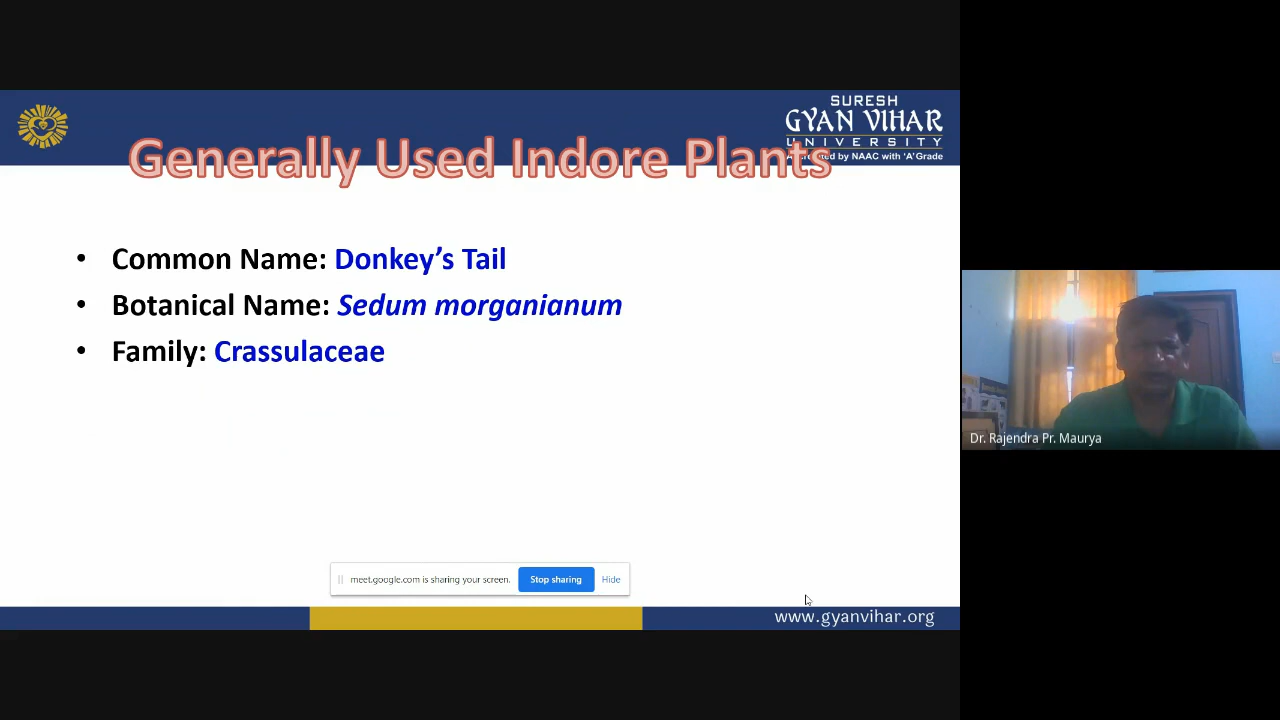 SURESH
GYAN VIHAR
UNIVERSITY
Accredited by NAAC with 'A'Grade
Generally Used Indore Plants
• Common Name: Donkey’s Tail
• Botanical Name: Sedum morganianum
• Family: Crassulaceae
Dr. Rajendra Pr. Maurya
meet.google.com is sharing your screen.
Stop sharing
Hide
www.gyanvihar.org